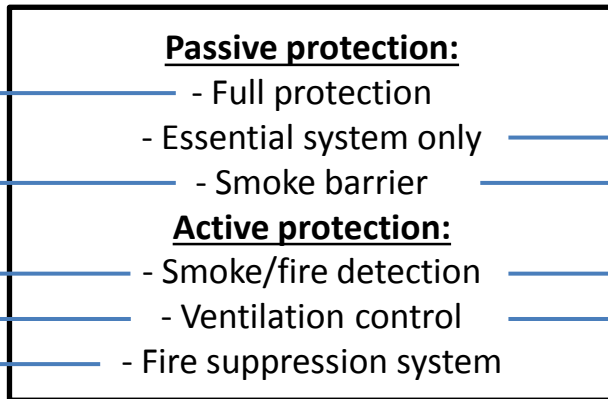 Passive protection:
- Full protection
- Essential system only
- Smoke barrier
Active protection:
- Smoke/fire detection
- Ventilation control
- Fire suppression system